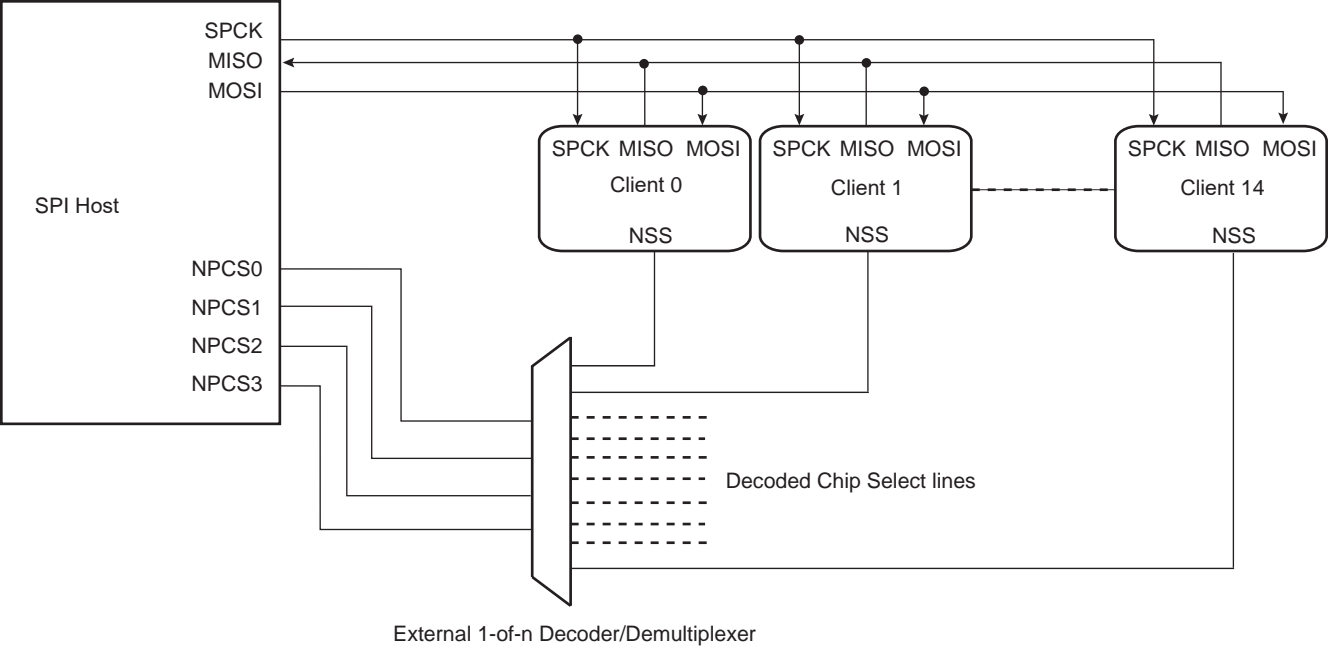 SPCK
MISO
MOSI
SPI Host
NPCS0
NPCS1
NPCS2
NPCS3
SPCK MISO MOSI
Client 0
NSS
SPCK MISO MOSI
Client 1
NSS
SPCK MISO MOSI
Client 14
NSS
Decoded Chip Select lines
External 1-of-n Decoder/Demultiplexer